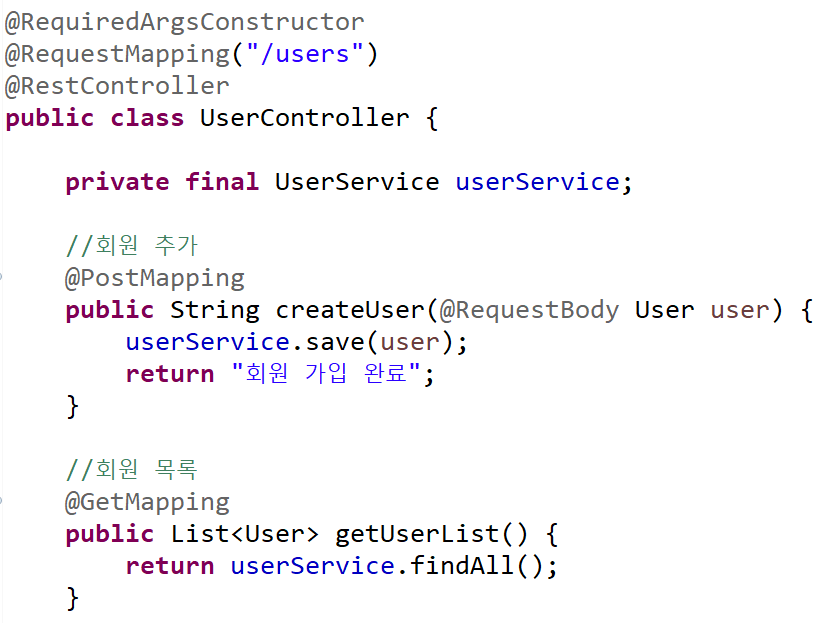 @RequiredArgsConstructor
@RequestMapping("/users")
@RestController
public class UserController {
private final UserService userService;
//회원 추가
@PostMapping
public String createUser(@RequestBody User user) {
userService.save(user);
return "회원 가입 완료";
}
//회원 목록
@GetMapping
public List<User> getUserList() {
return userService.findAll();
}